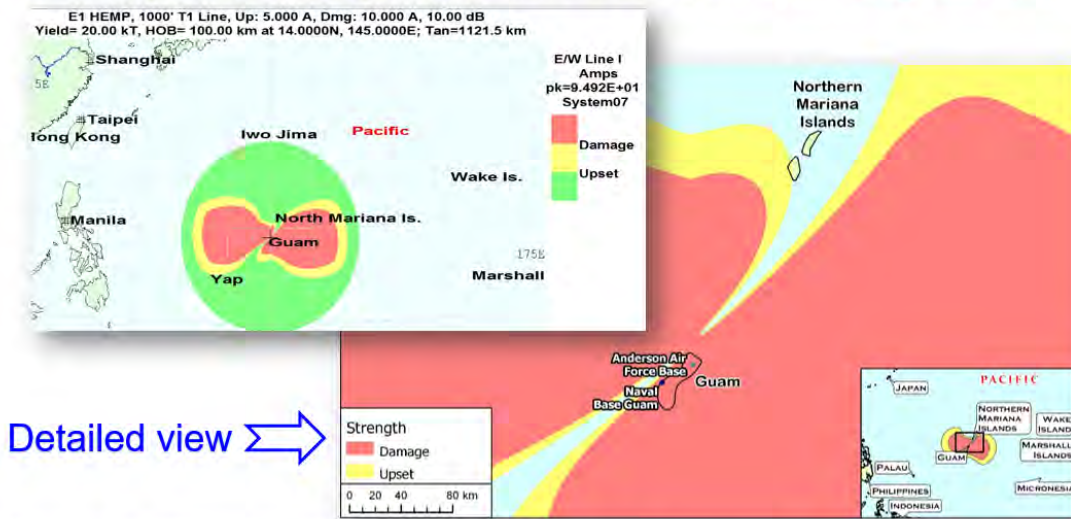 E1 HEMP, 1000' T1 Line, Up: 5.000 A, Dmg: 10.000 A, 10.00 dB
Yield= 20.00 kT, HOB= 100.00 km at 14.0000N, 145.0000E; Tan=1121.5 km
Shanghai
5E
Taipei
Hong Kong
Manila
Iwo Jima
Pacific
Wake Is.
North Mariana Is.
Guam
Yap
175E
Marshall
E/W Line I
Amps
pk=9.492E+01
System07
Damage
Upset
Northern
Mariana
Islands
Anderson Air
Force Base
Guam
Naval
Base Guam
Detailed view
Strength
Damage
Upset
0 20 40 80 km
PACIFIC
JAPAN
NORTHERN
MARIANA
ISLANDS
WAKE
ISLAND
MARSHALL
ISLANDS
GUAM
PALAU
MICRONESIA
PHILIPPINES
INDONESIA